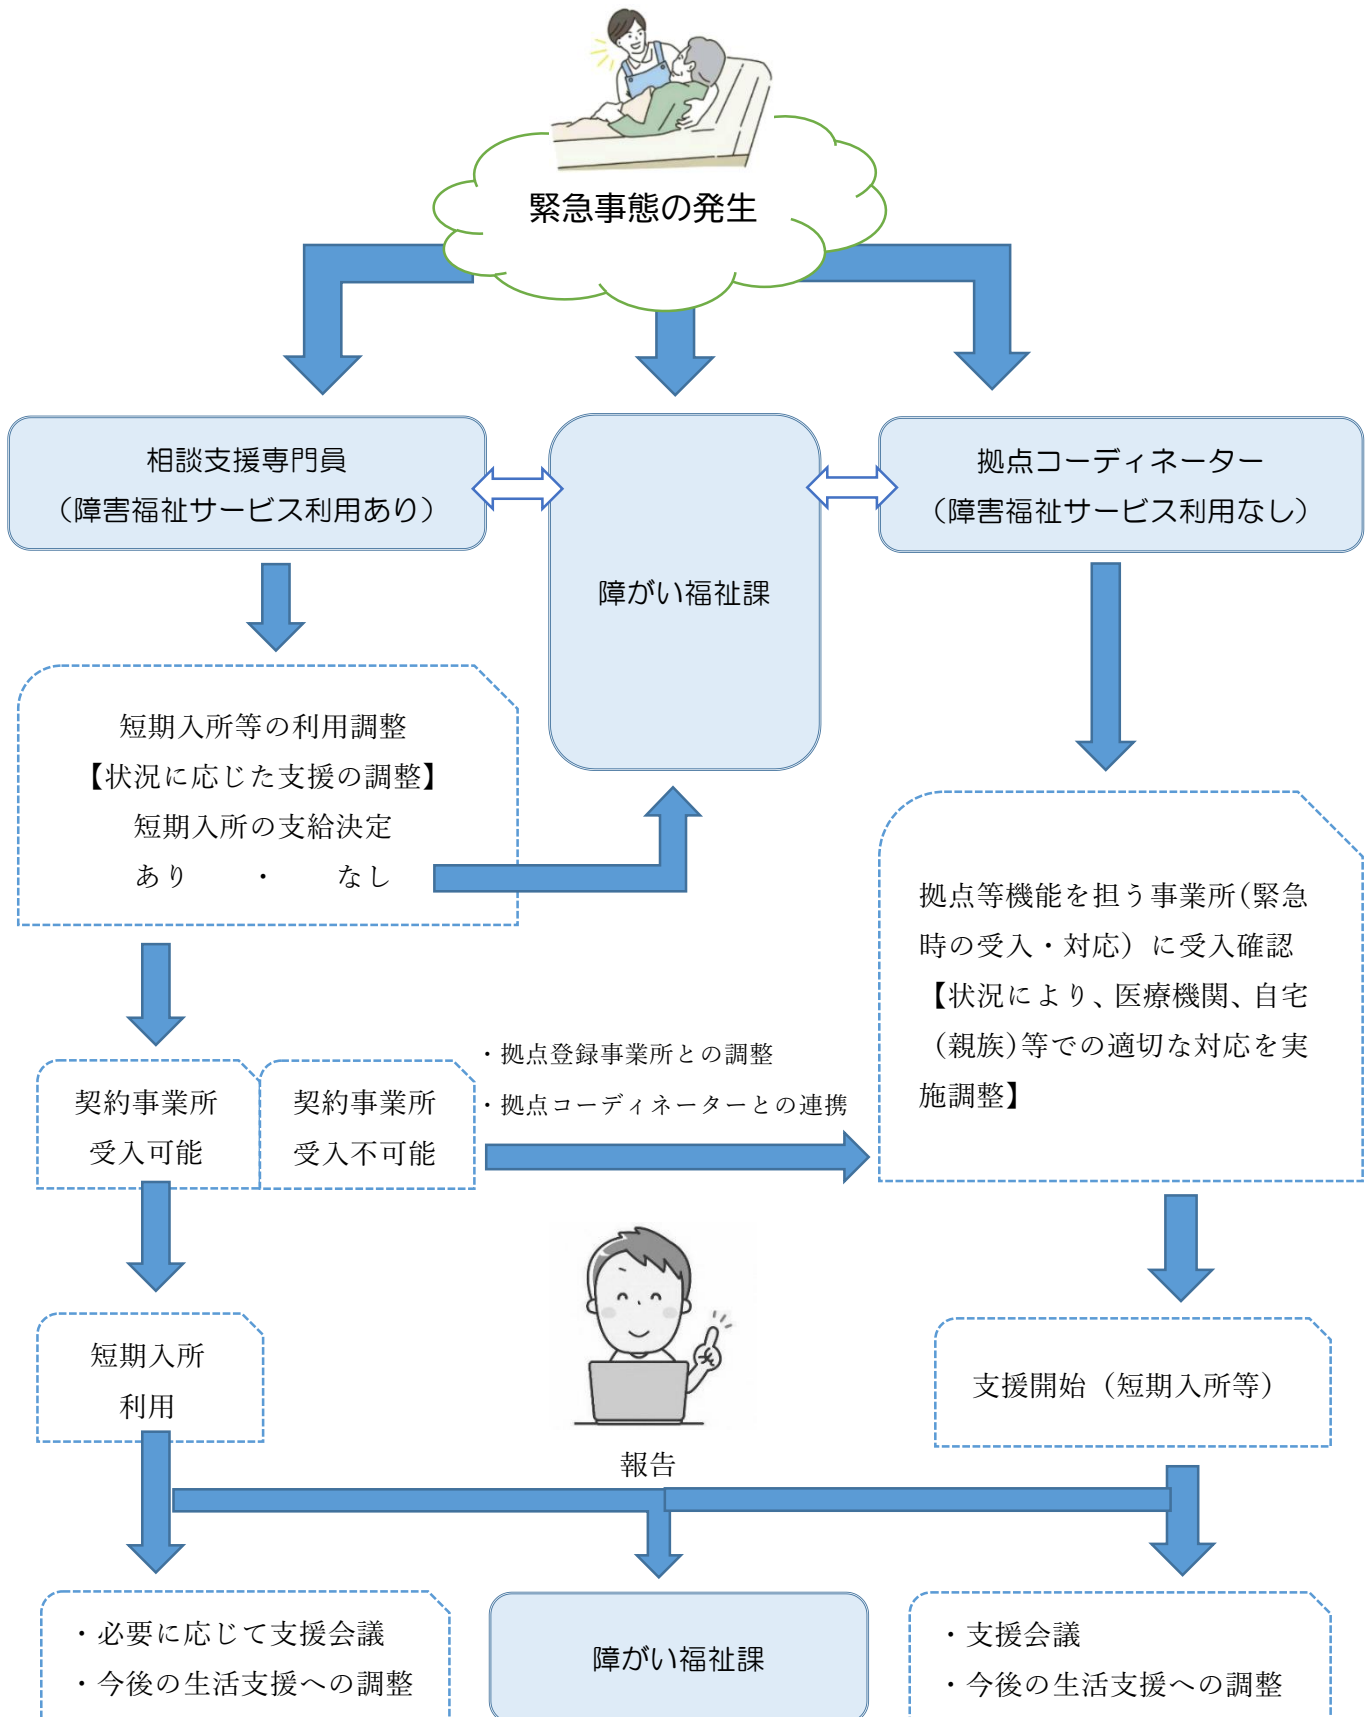 緊急事態の発生
相談支援専門員
（障害福祉サービス利用あり）
障がい福祉課
拠点コーディネーター
（障害福祉サービス利用なし）
短期入所等の利用調整
【状況に応じた支援の調整】
短期入所の支給決定
あり　・　なし
拠点等機能を担う事業所(緊急
時の受入・対応）に受入確認
【状況により、医療機関、自宅
（親族)等での適切な対応を実
施調整】
契約事業所
受入可能
契約事業所
受入不可能
・拠点登録事業所との調整
・拠点コーディネーターとの連携
短期入所
利用
支援開始（短期入所等）
報告
・必要に応じて支援会議
・今後の生活支援への調整
障がい福祉課
・支援会議
・今後の生活支援への調整